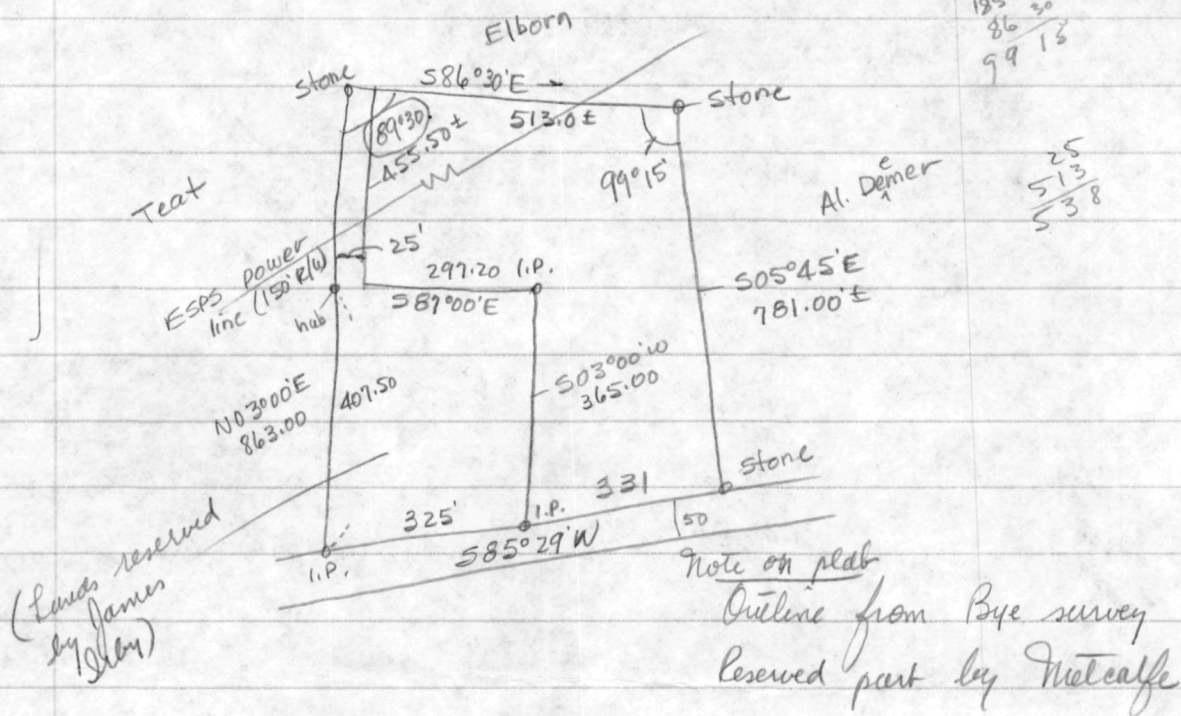 Elborn
185
86 30
99 15
Stone
S86°30'E
Stone
513.0±
89°30
455.50±
99°15'
Al. Demer
e
25
513
538
Teat
25'
ESPS power
line (150' R/W)
297.20 I.P.
S87°00'E
hub
S05°45'E
781.00'±
N03°00'E
863.00
407.50
S03°00'W
365.00
Stone
331
325'
I.P.
50
S85°29'W
I.P.
(Lands reserved
by James
Irby)
Note on plat
Outline from Bye survey
Reserved part by Metcalfe